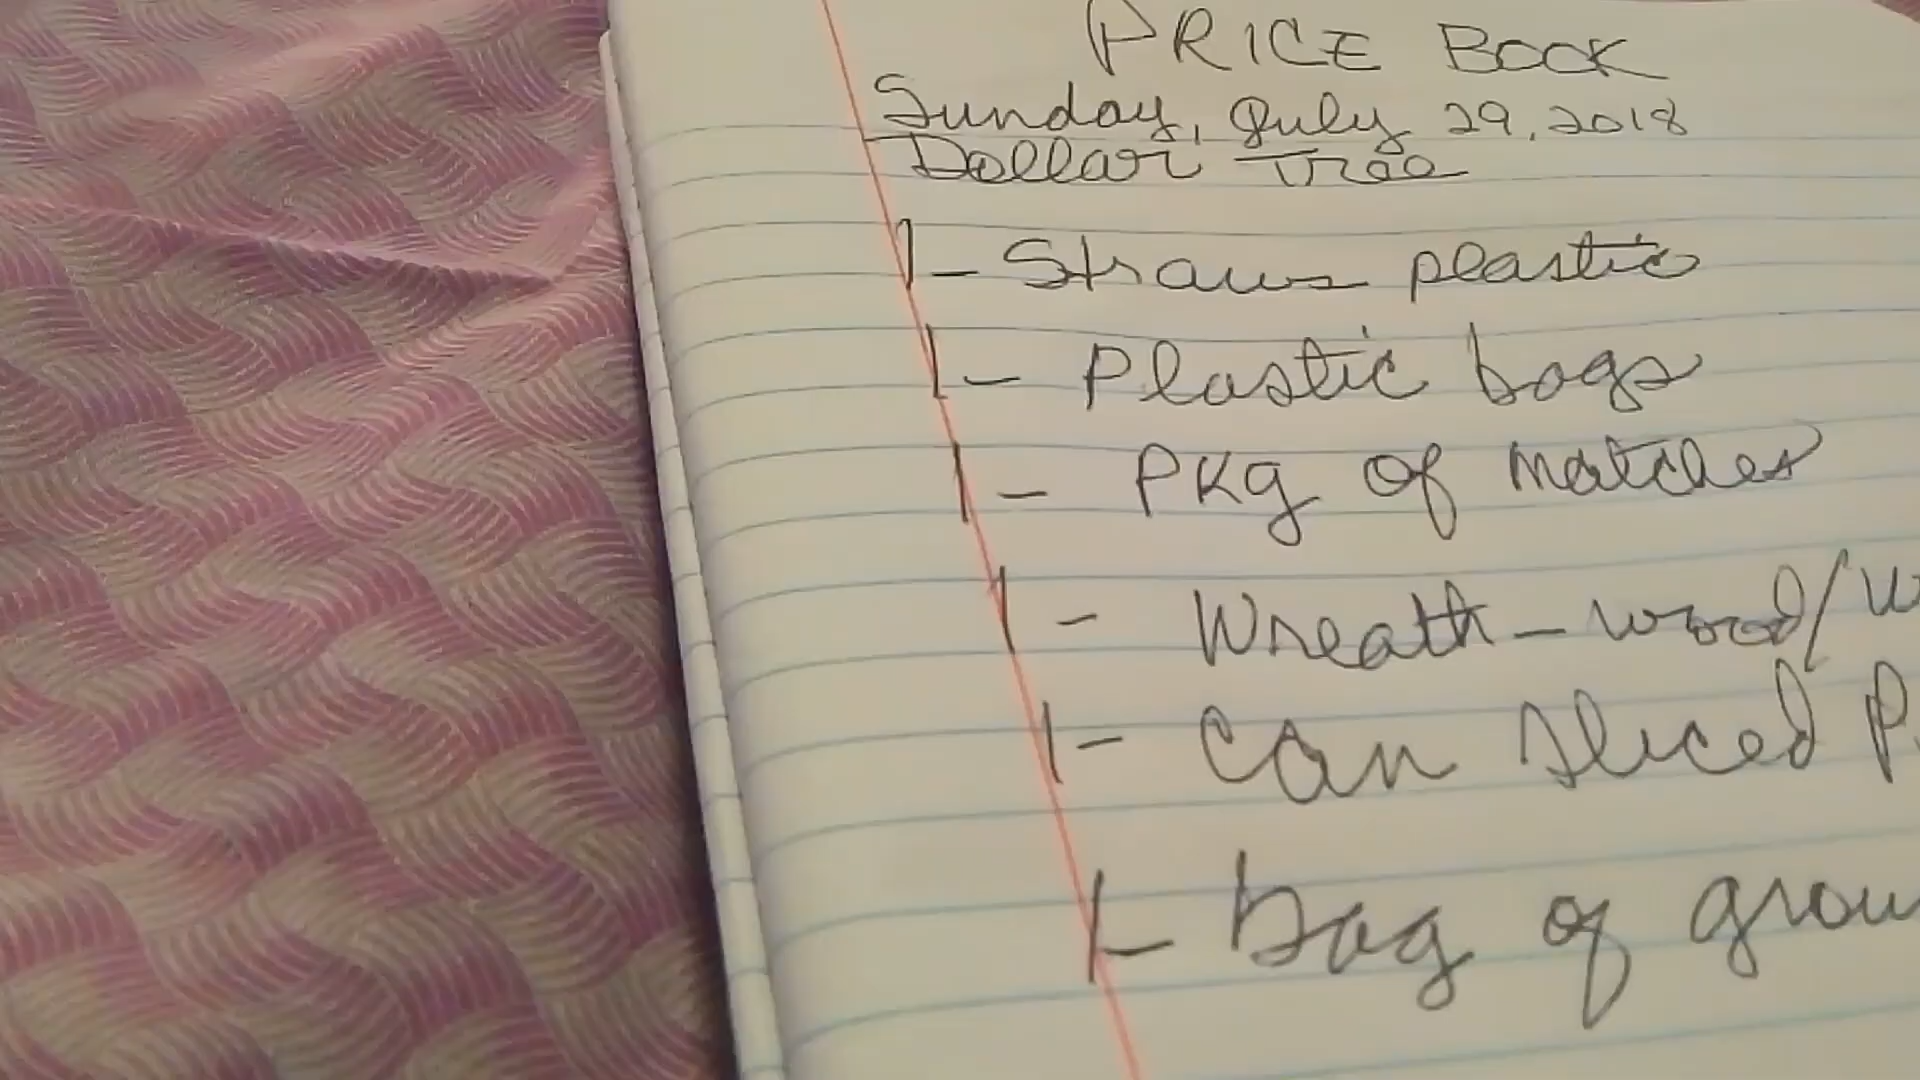 PRICE BOOK
Sunday, July 29, 2018
Dollar Tree
1- Straws plastic
1- Plastic bags
1- PKg of matches
1- Wreath - wood/
1- Can sliced
1- bag of